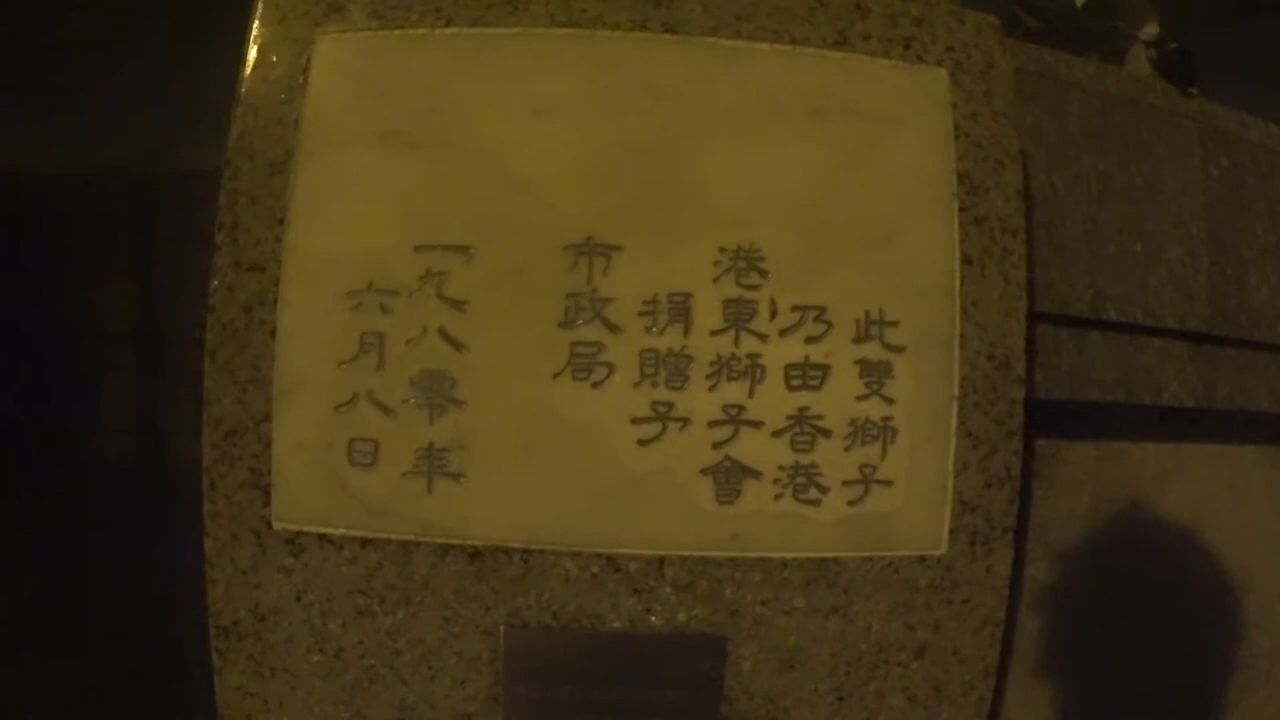 此雙獅子
乃由香港
港東獅子會
捐贈予
市政局
一九八零年
六月八日